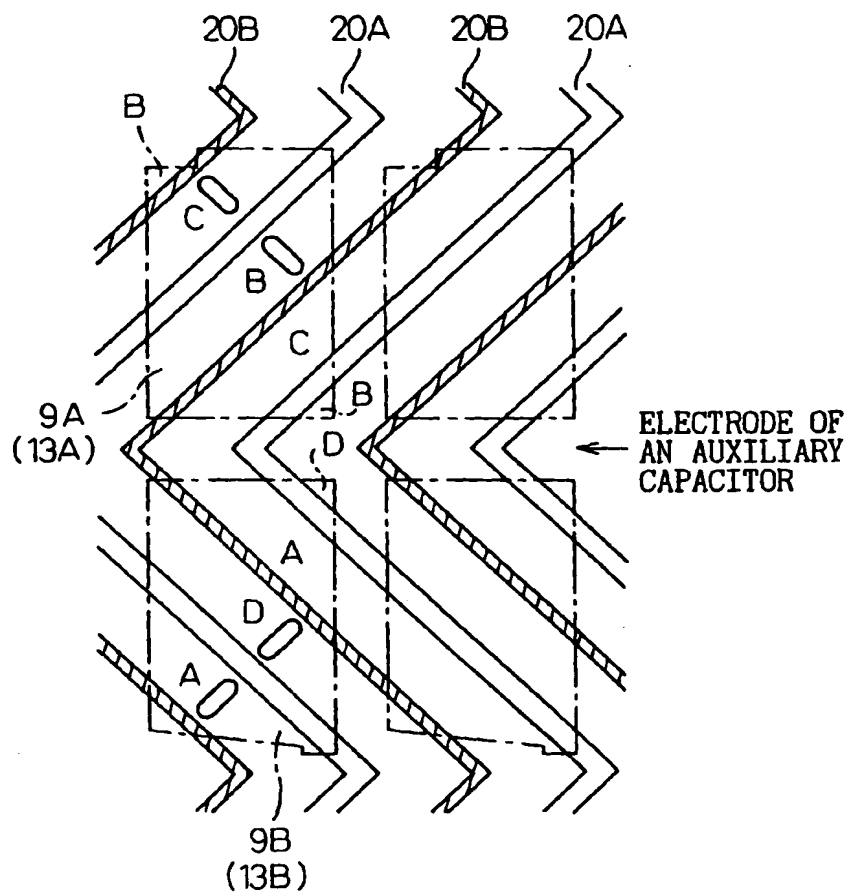 20B 20A 20B 20A
B
C
B
C
9A
(13A)
B
D
ELECTRODE OF
AN AUXILIARY
CAPACITOR
A
D
A
9B
(13B)